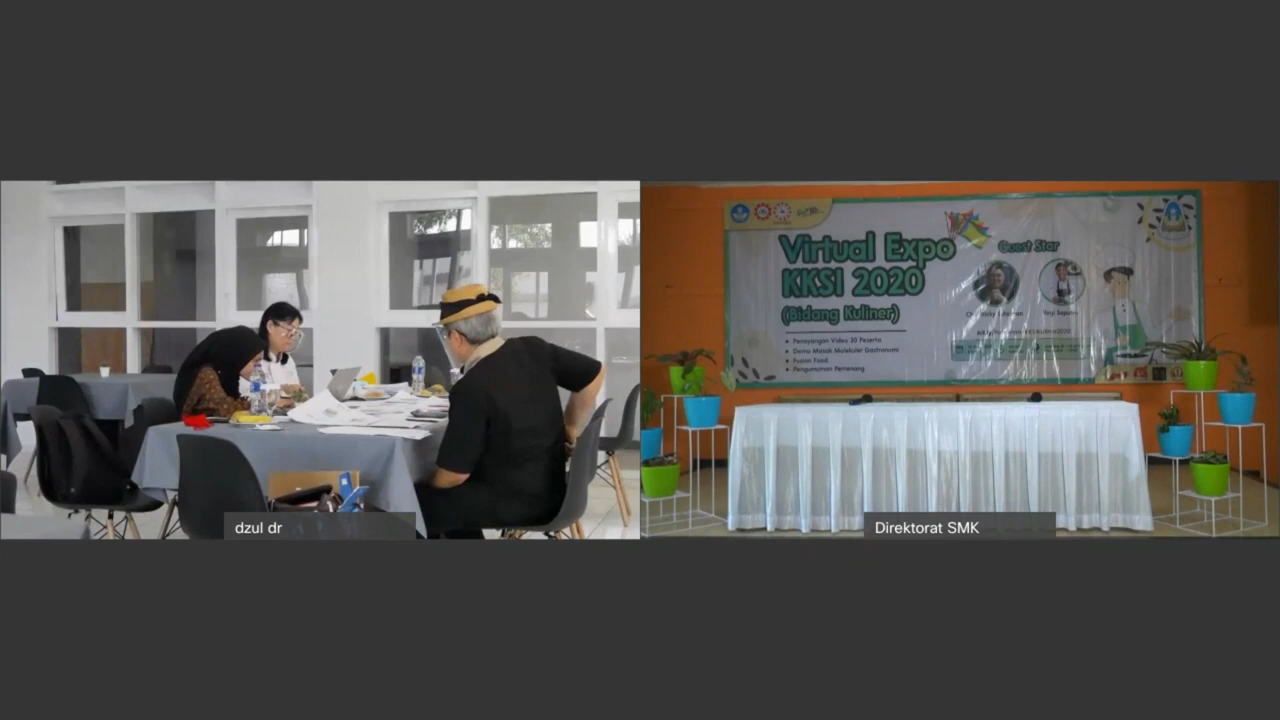 Virtual Expo
KKSI 2020
(Bidang Kuliner)
Penayangan Video 30 Peserta
Demo Masak Molekuler Gastronomi
Fusion Food
Pengumuman Pemenang
Guest Star
dzul dr
Direktorat SMK